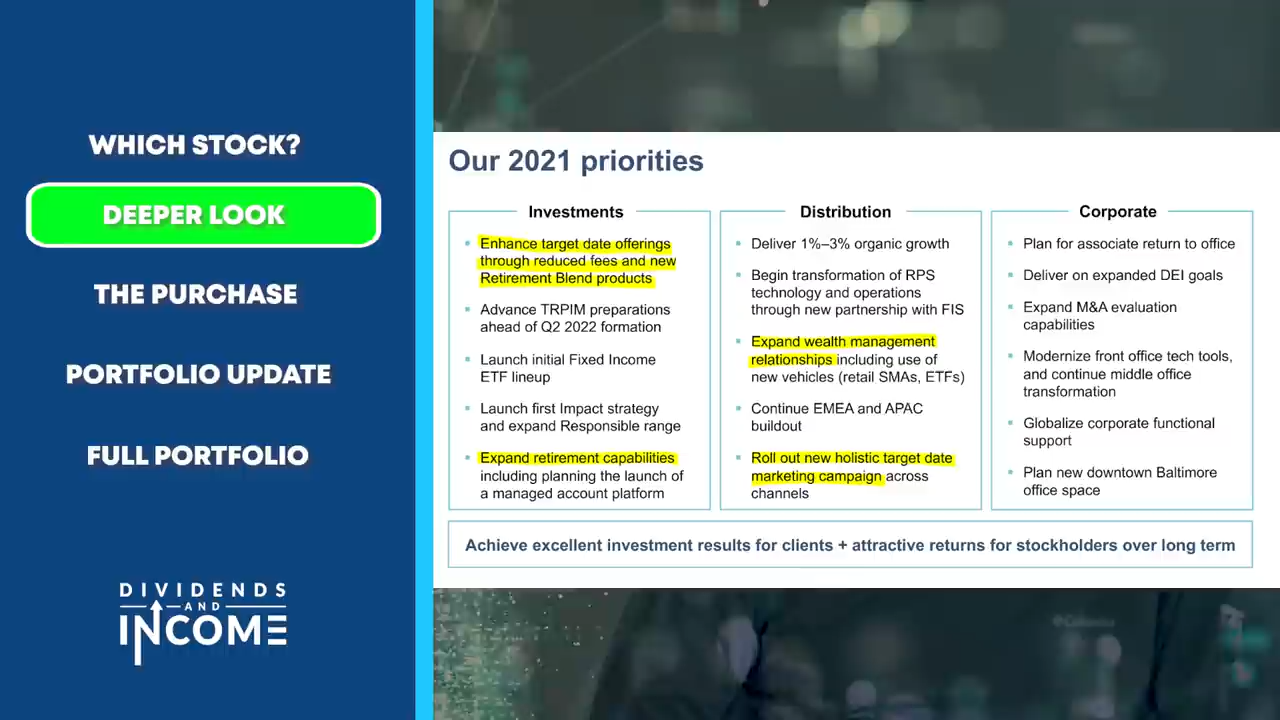 WHICH STOCK?
DEEPER LOOK
THE PURCHASE
PORTFOLIO UPDATE
FULL PORTFOLIO
DIVIDENDS
AND
INCOME
Our 2021 priorities
Investments
Enhance target date offerings
through reduced fees and new
Retirement Blend products
Advance TRPIM preparations
ahead of Q2 2022 formation
Launch initial Fixed Income
ETF lineup
Launch first Impact strategy
and expand Responsible range
Expand retirement capabilities
including planning the launch of
a managed account platform
Distribution
Deliver 1%–3% organic growth
Begin transformation of RPS
technology and operations
through new partnership with FIS
Expand wealth management
relationships including use of
new vehicles (retail SMAs, ETFs)
Continue EMEA and APAC
buildout
Roll out new holistic target date
marketing campaign across
channels
Corporate
Plan for associate return to office
Deliver on expanded DEI goals
Expand M&A evaluation
capabilities
Modernize front office tech tools,
and continue middle office
transformation
Globalize corporate functional
support
Plan new downtown Baltimore
office space
Achieve excellent investment results for clients + attractive returns for stockholders over long term